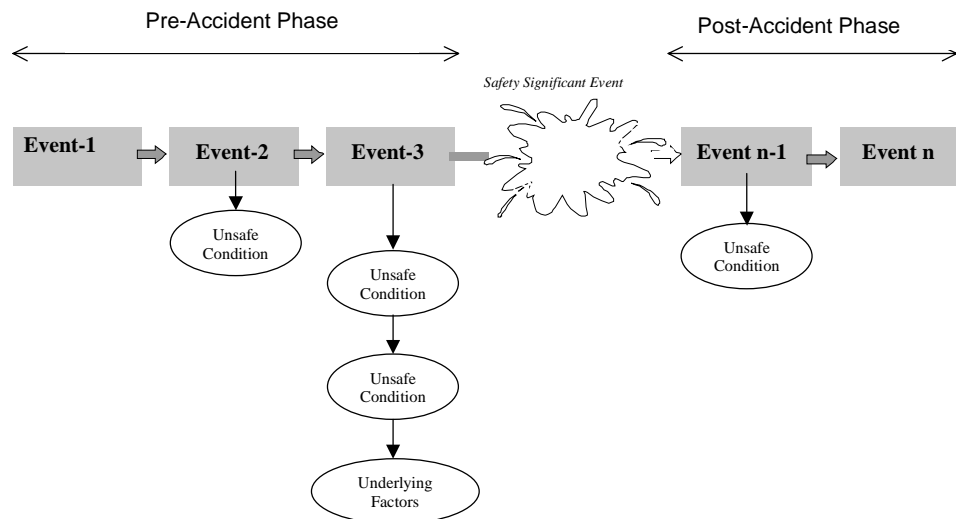 Pre-Accident Phase
Post-Accident Phase
Safety Significant Event
Event-1
Event-2
Event-3
Event n-1
Event n
Unsafe
Condition
Unsafe
Condition
Unsafe
Condition
Unsafe
Condition
Underlying
Factors